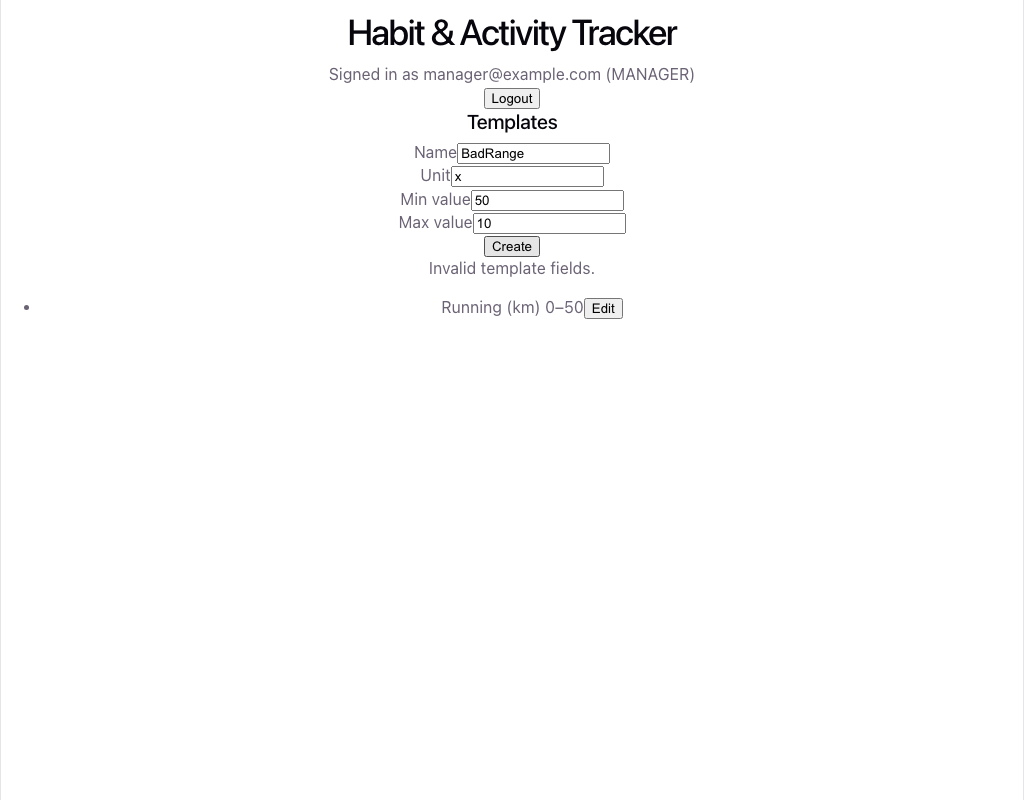 Habit & Activity Tracker
Signed in as manager@example.com (MANAGER)
Logout
Templates
Name BadRange
Unit x
Min value 50
Max value 10
Create
Invalid template fields.
• Running (km) 0–50 Edit